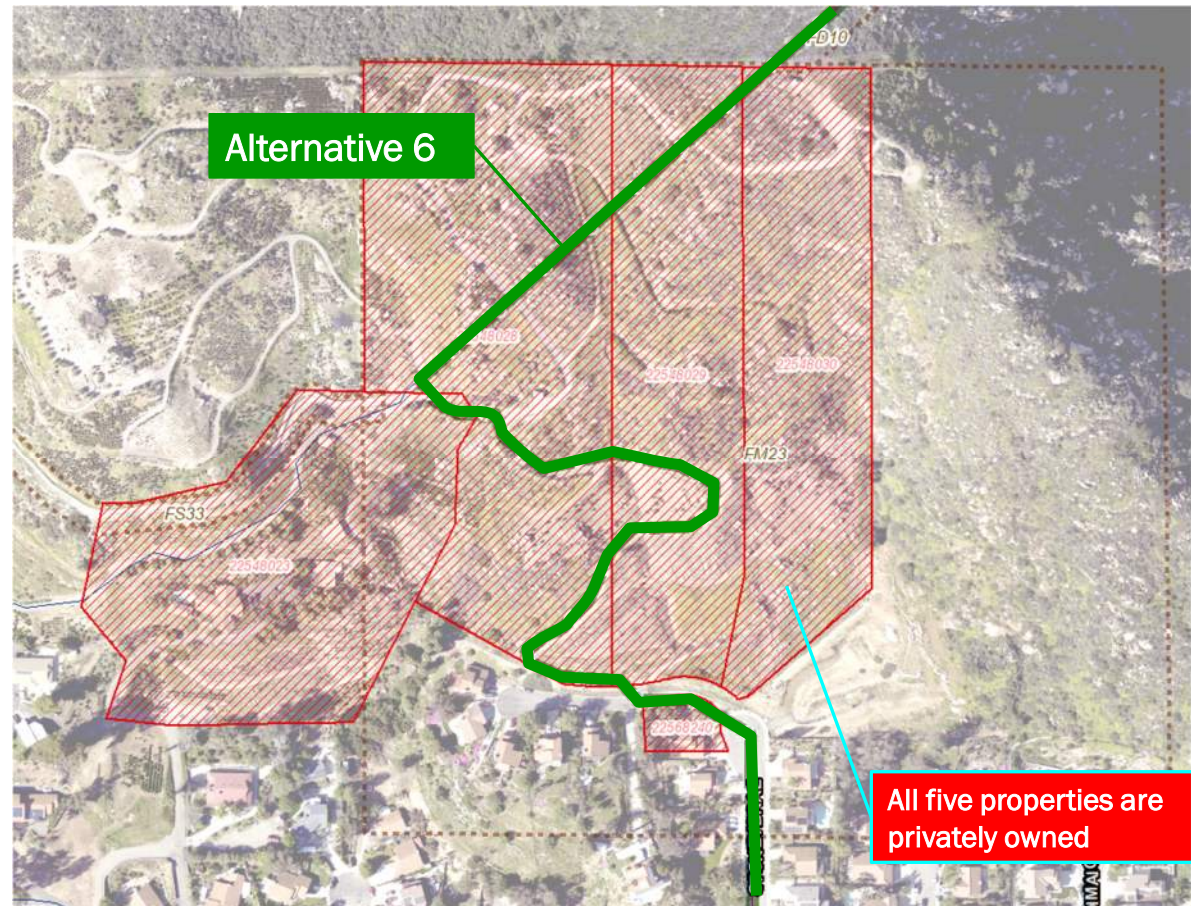 FD10
Alternative 6
48028
22548029
22548030
FM23
FS33
22548023
22568240
All five properties are
privately owned